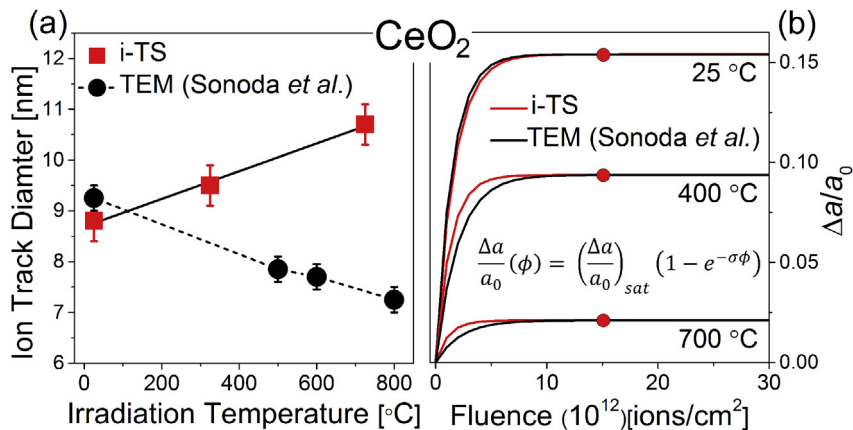 (a)
CeO2
(b)
12
11
10
9
8
7
6
Ion Track Diamter [nm]
i-TS
TEM (Sonoda et al.)
0
200
400
600
800
Irradiation Temperature [°C]
25 °C
i-TS
TEM (Sonoda et al.)
400 °C
Δa/a0 (ϕ) = (Δa/a0)sat (1 − e^−σϕ)
700 °C
0
10
20
30
Fluence (10^12)[ions/cm^2]
0.15
0.10
0.05
0.00
Δa/a0